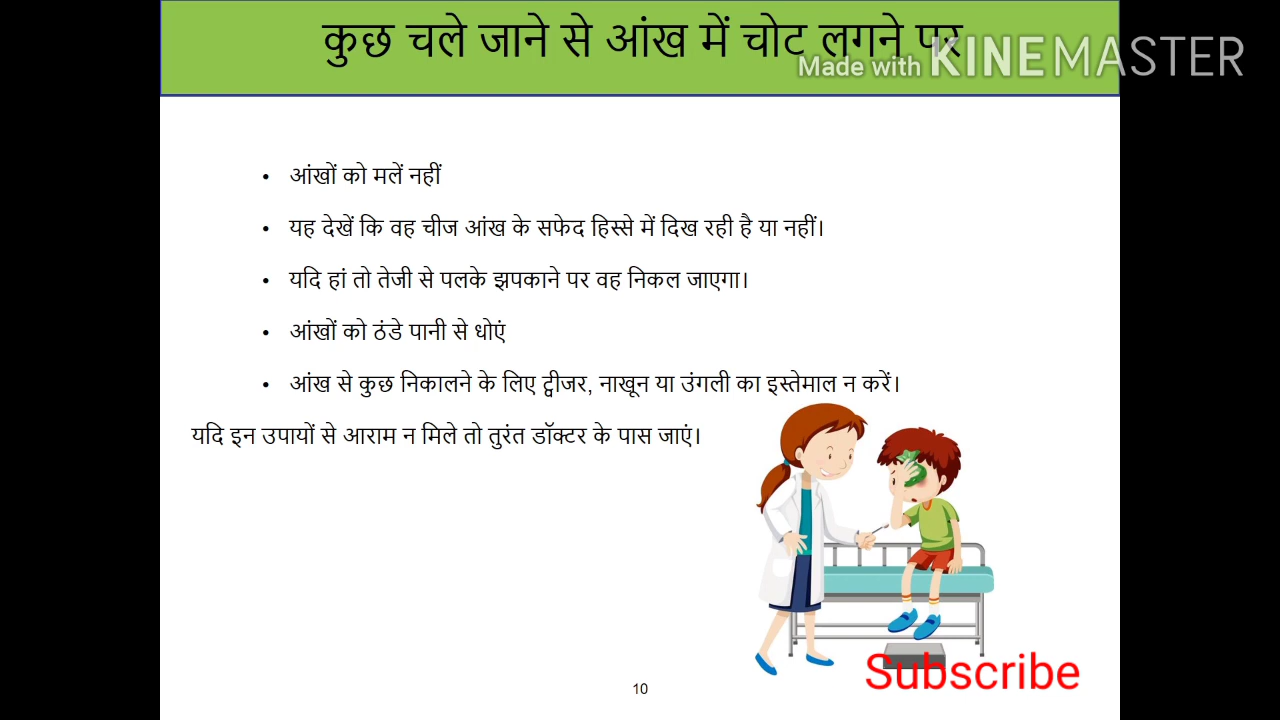 कुछ चले जाने से आंख में चोट लगने पर
Made with KINEMASTER
• आंखों को मलें नहीं
• यह देखें कि वह चीज आंख के सफेद हिस्से में दिख रही है या नहीं।
• यदि हां तो तेजी से पलके झपकाने पर वह निकल जाएगा।
• आंखों को ठंडे पानी से धोएं
• आंख से कुछ निकालने के लिए ट्वीजर, नाखून या उंगली का इस्तेमाल न करें।
यदि इन उपायों से आराम न मिले तो तुरंत डॉक्टर के पास जाएं।
Subscribe
10